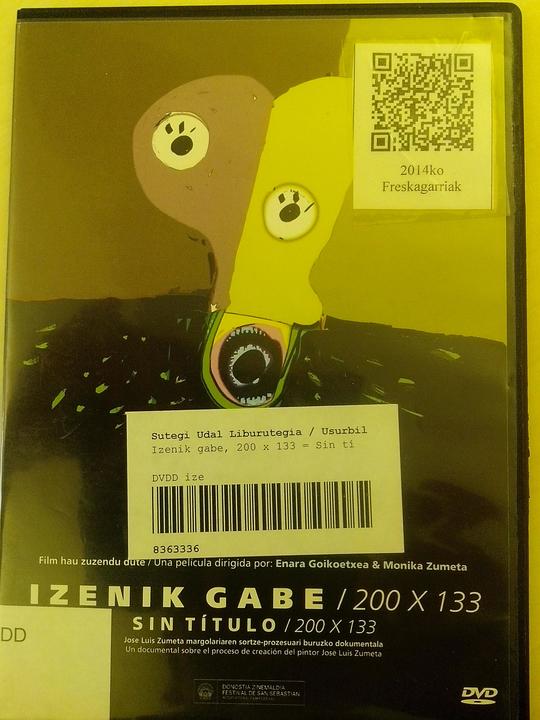 2014ko
Freskagarriak
Sutegi Udal Liburutegia / Usurbil
Izenik gabe, 200 x 133 = Sin tí
DVDD ize
8363336
Film hau zuzendu dute / Una película dirigida por: Enara Goikoetxea & Monika Zumeta
IZENIK GABE / 200 X 133
SIN TÍTULO / 200 X 133
DD
Jose Luis Zumeta margolariaren sortze-prozesuari buruzko dokumentala
Un documental sobre el proceso de creación del pintor José Luis Zumeta
DONOSTIA ZINEMALDIA
FESTIVAL DE SAN SEBASTIAN
DVD